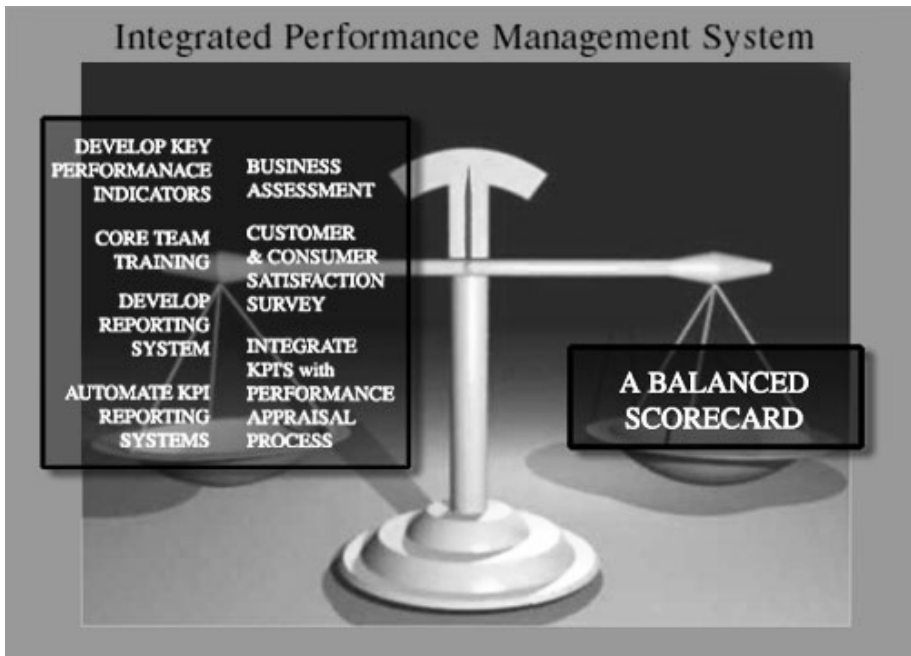 Integrated Performance Management System
DEVELOP KEY
PERFORMANACE
INDICATORS
CORE TEAM
TRAINING
DEVELOP
REPORTING
SYSTEM
AUTOMATE KPI
REPORTING
SYSTEMS
BUSINESS
ASSESSMENT
CUSTOMER
& CONSUMER
SATISFACTION
SURVEY
INTEGRATE
KPI'S with
PERFORMANCE
APPRAISAL
PROCESS
A BALANCED
SCORECARD